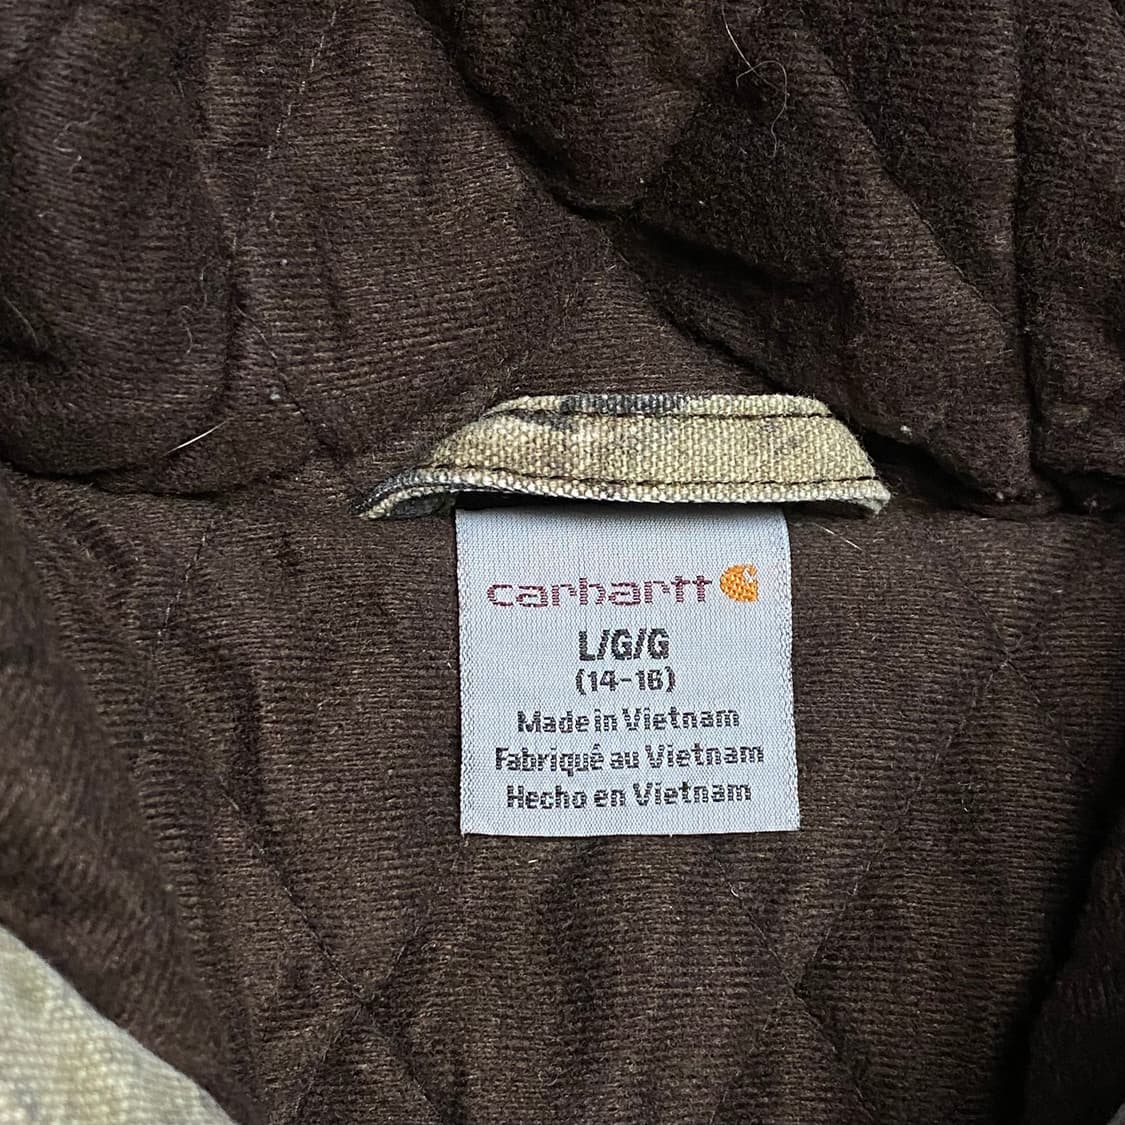 carhartt
L/G/G
(14-16)
Made in Vietnam
Fabriqué au Vietnam
Hecho en Vietnam